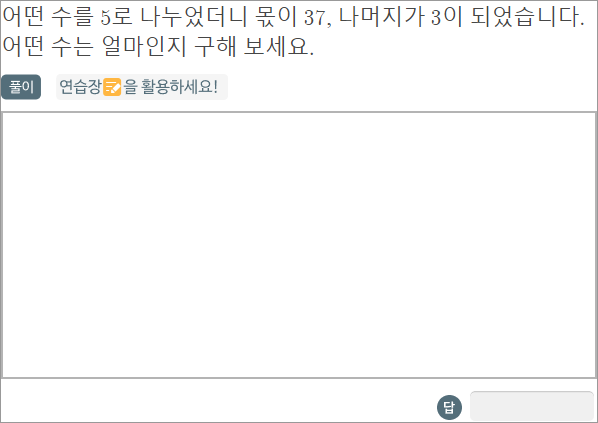 어떤 수를 5로 나누었더니 몫이 37, 나머지가 3이 되었습니다.
어떤 수는 얼마인지 구해 보세요.
풀이 연습장을 활용하세요!
답